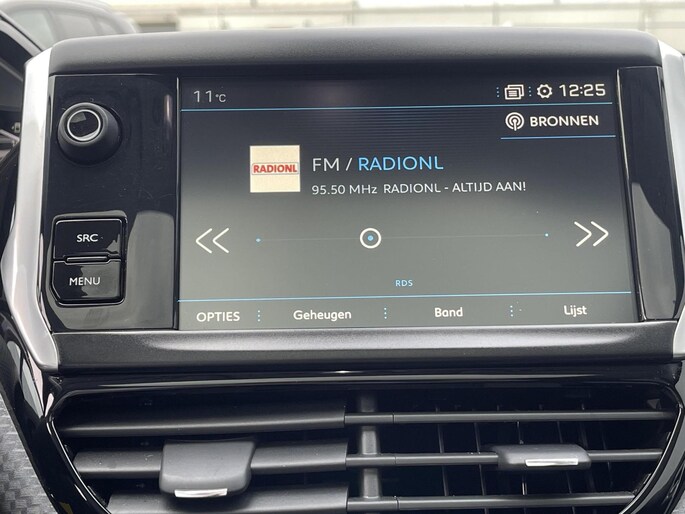 11°C 12:25
BRONNEN
RADIONL FM / RADIONL
95.50 MHz RADIONL - ALTIJD AAN!
SRC
MENU
RDS
OPTIES Geheugen Band Lijst